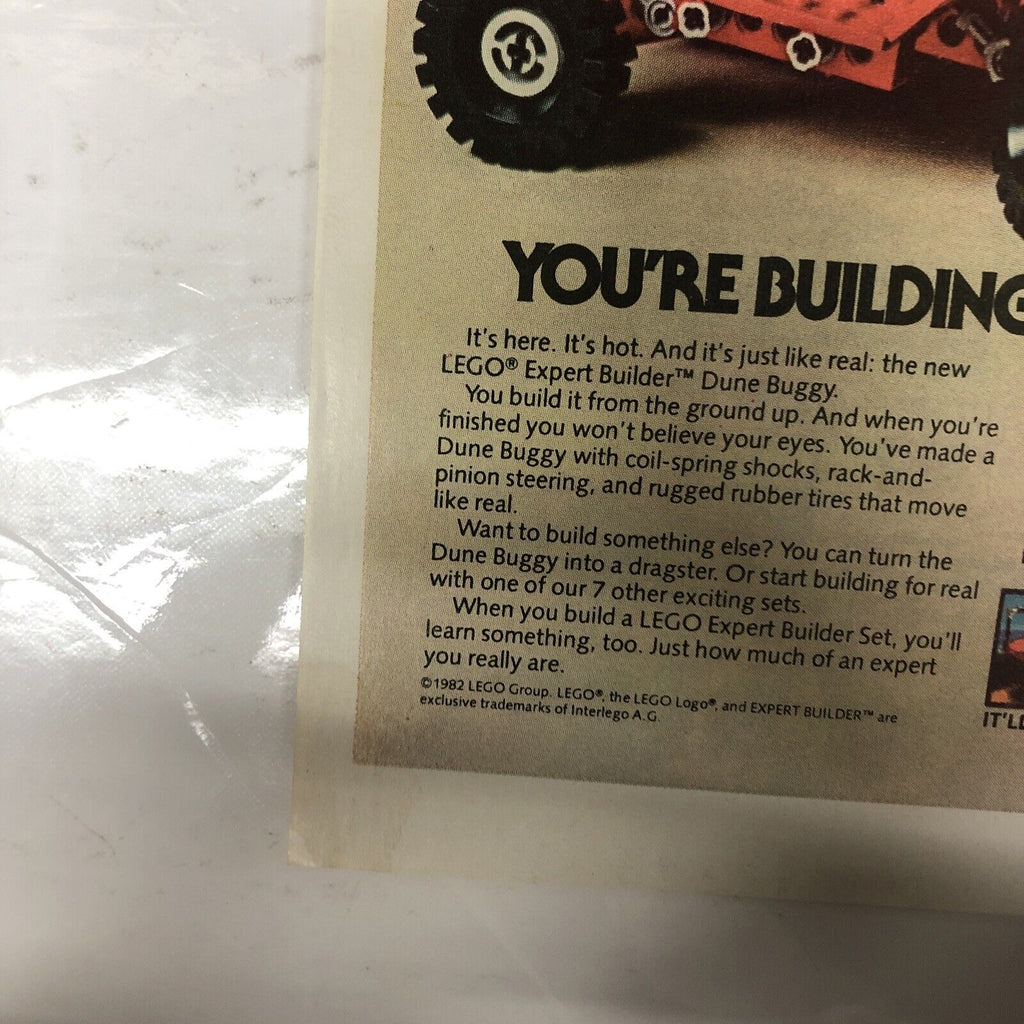 YOU'RE BUILDING
It's here. It's hot. And it's just like real: the new
LEGO® Expert Builder™ Dune Buggy.
You build it from the ground up. And when you're
finished you won't believe your eyes. You've made a
Dune Buggy with coil-spring shocks, rack-and-
pinion steering, and rugged rubber tires that move
like real.
Want to build something else? You can turn the
Dune Buggy into a dragster. Or start building for real
with one of our 7 other exciting sets.
When you build a LEGO Expert Builder Set, you'll
learn something, too. Just how much of an expert
you really are.
©1982 LEGO Group. LEGO®, the LEGO Logo®, and EXPERT BUILDER™ are
exclusive trademarks of Interlego A.G.
IT'LL